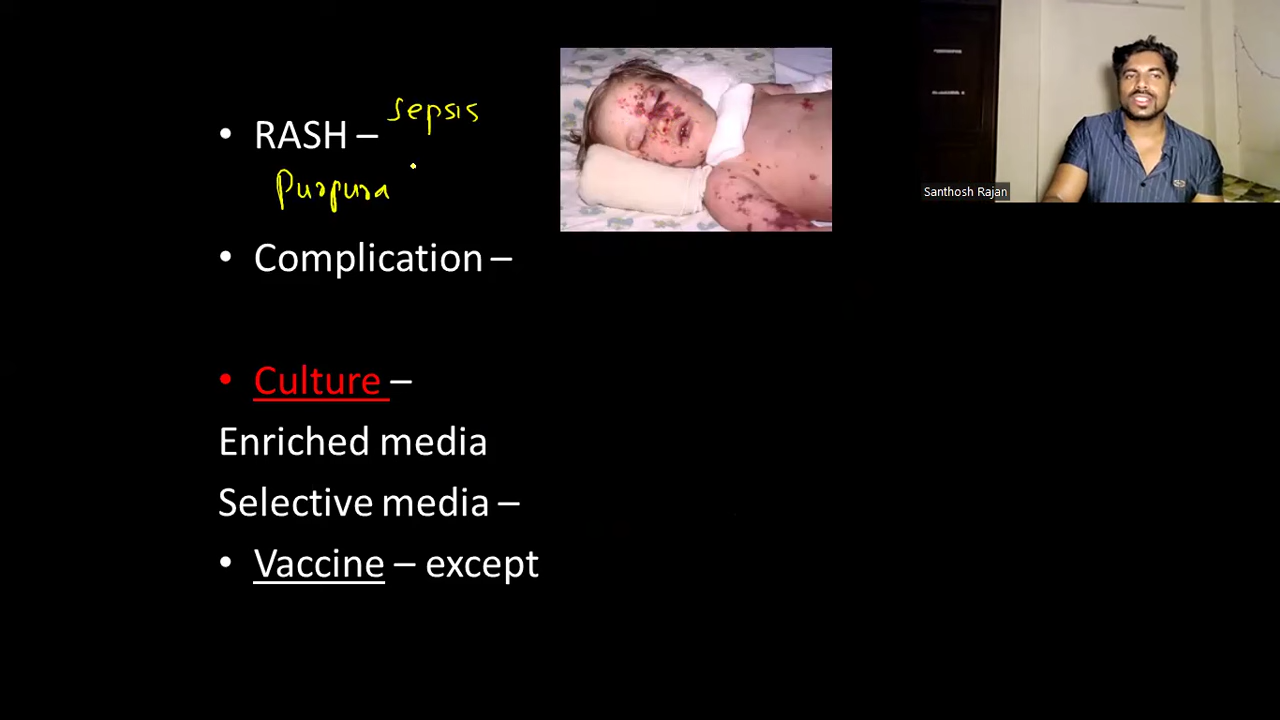 • RASH – sepsis
purpura
• Complication –
• Culture –
Enriched media
Selective media –
• Vaccine – except
Santhosh Rajan